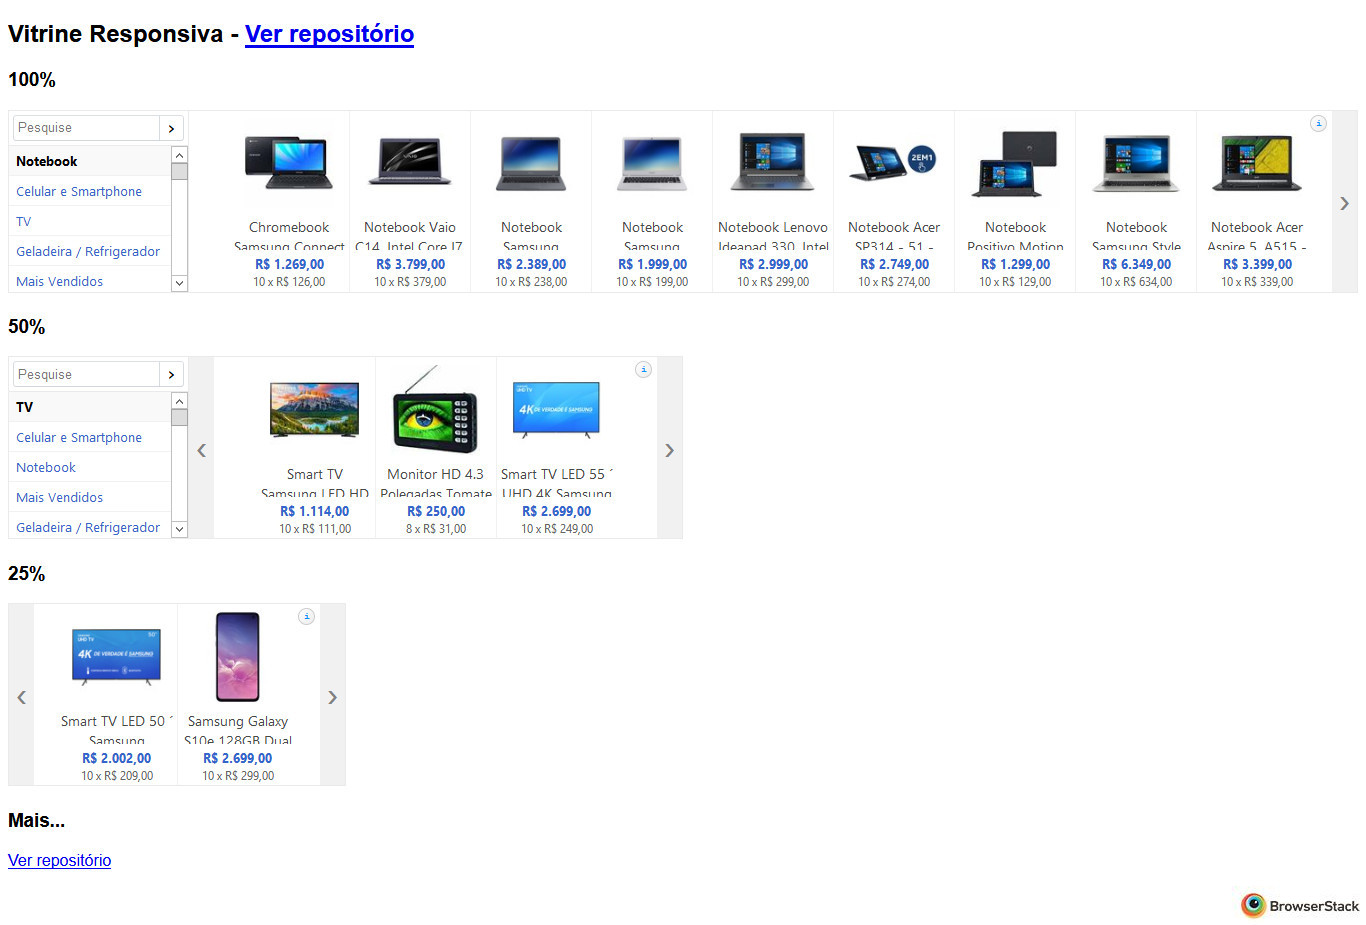 Vitrine Responsiva - Ver repositório
100%
Pesquise
Notebook
Celular e Smartphone
TV
Geladeira / Refrigerador
Mais Vendidos
Chromebook
Samsung Connect
R$ 1.269,00
10 x R$ 126,00
Notebook Vaio
C14, Intel Core I7
R$ 3.799,00
10 x R$ 379,00
Notebook
Samsung
R$ 2.389,00
10 x R$ 238,00
Notebook
Samsung
R$ 1.999,00
10 x R$ 199,00
Notebook Lenovo
Ideapad 330, Intel
R$ 2.999,00
10 x R$ 299,00
2EM1
Notebook Acer
SP314 - 51 -
R$ 2.749,00
10 x R$ 274,00
Notebook
Positivo Motion
R$ 1.299,00
10 x R$ 129,00
Notebook
Samsung Style
R$ 6.349,00
10 x R$ 634,00
Notebook Acer
Aspire 5, A515 -
R$ 3.399,00
10 x R$ 339,00
50%
Pesquise
TV
Celular e Smartphone
Notebook
Mais Vendidos
Geladeira / Refrigerador
Smart TV
Samsung LED HD
R$ 1.114,00
10 x R$ 111,00
Monitor HD 4.3
Polegadas Tomate
R$ 250,00
8 x R$ 31,00
UHD TV
4K DE VERDADE É SAMSUNG
Smart TV LED 55 ´
UHD 4K Samsung
R$ 2.699,00
10 x R$ 249,00
25%
UHD TV
50"
4K DE VERDADE É SAMSUNG
Smart TV LED 50 ´
Samsung
R$ 2.002,00
10 x R$ 209,00
Samsung Galaxy
S10e 128GB Dual
R$ 2.699,00
10 x R$ 299,00
Mais...
Ver repositório
BrowserStack